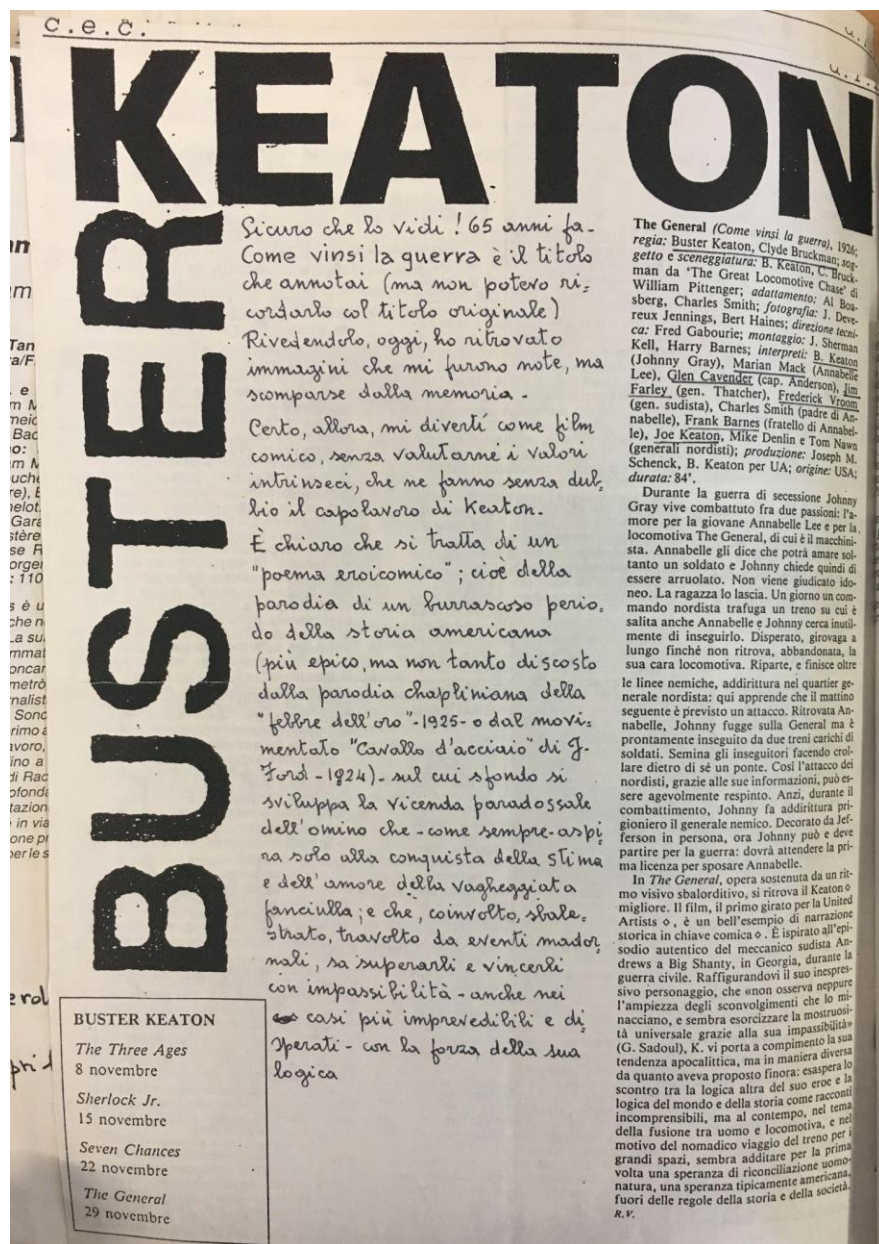 c.e.c.
KEATON
BUSTER
Sicuro che lo vidi ! 65 anni fa-
Come vinsi la guerra è il titolo
che annotai (ma non potevo ri=
cordarlo col titolo originale)
Rivedendolo, oggi, ho ritrovato
immagini che mi furono note, ma
scomparse dalla memoria -
Certo, allora, mi divertí come film
comico, senza valutarne i valori
intrinseci, che ne fanno senza dub=
bio il capolavoro di Keaton.
È chiaro che si tratta di un
"poema eroicomico" ; cioè della
parodia di un burrascoso perio=
do della storia americana
(più epico, ma non tanto discosto
dalla parodia chapliniana della
"febbre dell'oro" - 1925 - o dal movi=
mentato "Cavallo d'acciaio" di J.
Ford - 1924) - sul cui sfondo si
sviluppa la vicenda paradossale
dell'omino che - come sempre - aspi
ra solo alla conquista della stima
e dell'amore della vagheggiata
fanciulla ; e che, coinvolto, sbale=
strato, travolto da eventi mador
nali, sa superarli e vincerli
con impassibilità - anche nei
casi più imprevedibili e di
sperati - con la forza della sua
logica
BUSTER KEATON
The Three Ages
8 novembre
Sherlock Jr.
15 novembre
Seven Chances
22 novembre
The General
29 novembre
The General (Come vinsi la guerra), 1926;
regia: Buster Keaton, Clyde Bruckman; sog-
getto e sceneggiatura: B. Keaton, C. Bruck-
man da 'The Great Locomotive Chase' di
William Pittenger; adattamento: Al Boa-
sberg, Charles Smith; fotografia: J. Deve-
reux Jennings, Bert Haines; direzione tecni-
ca: Fred Gabourie; montaggio: J. Sherman
Kell, Harry Barnes; interpreti: B. Keaton
(Johnny Gray), Marian Mack (Annabelle
Lee), Glen Cavender (cap. Anderson), Jim
Farley (gen. Thatcher), Frederick Vroom
(gen. sudista), Charles Smith (padre di An-
nabelle), Frank Barnes (fratello di Annabel-
le), Joe Keaton, Mike Denlin e Tom Nawn
(generali nordisti); produzione: Joseph M.
Schenck, B. Keaton per UA; origine: USA;
durata: 84'.
Durante la guerra di secessione Johnny
Gray vive combattuto fra due passioni: l'a-
more per la giovane Annabelle Lee e per la
locomotiva The General, di cui è il macchini-
sta. Annabelle gli dice che potrà amare sol-
tanto un soldato e Johnny chiede quindi di
essere arruolato. Non viene giudicato ido-
neo. La ragazza lo lascia. Un giorno un com-
mando nordista trafuga un treno su cui è
salita anche Annabelle e Johnny cerca inutil-
mente di inseguirlo. Disperato, girovaga a
lungo finché non ritrova, abbandonata, la
sua cara locomotiva. Riparte, e finisce oltre
le linee nemiche, addirittura nel quartier ge-
nerale nordista: qui apprende che il mattino
seguente è previsto un attacco. Ritrovata An-
nabelle, Johnny fugge sulla General ma è
prontamente inseguito da due treni carichi di
soldati. Semina gli inseguitori facendo crol-
lare dietro di sé un ponte. Così l'attacco dei
nordisti, grazie alle sue informazioni, può es-
sere agevolmente respinto. Anzi, durante il
combattimento, Johnny fa addirittura pri-
gioniero il generale nemico. Decorato da Jef-
ferson in persona, ora Johnny può e deve
partire per la guerra: dovrà attendere la pri-
ma licenza per sposare Annabelle.
In The General, opera sostenuta da un rit-
mo visivo sbalorditivo, si ritrova il Keaton ◊
migliore. Il film, il primo girato per la United
Artists ◊, è un bell'esempio di narrazione
storica in chiave comica ◊. È ispirato all'epi-
sodio autentico del meccanico sudista An-
drews a Big Shanty, in Georgia, durante la
guerra civile. Raffigurandovi il suo inespres-
sivo personaggio, che «non osserva neppure
l'ampiezza degli sconvolgimenti che lo mi-
nacciano, e sembra esorcizzare la mostruosi-
tà universale grazie alla sua impassibilità»
(G. Sadoul), K. vi porta a compimento la sua
tendenza apocalittica, ma in maniera diversa
da quanto aveva proposto finora: esaspera lo
scontro tra la logica altra del suo eroe e la
logica del mondo e della storia come racconti
incomprensibili, ma al contempo, nel tema
della fusione tra uomo e locomotiva, e nel
motivo del nomadico viaggio del treno per i
grandi spazi, sembra additare per la prima
volta una speranza di riconciliazione uomo-
natura, una speranza tipicamente americana,
fuori delle regole della storia e della società.
R.V.